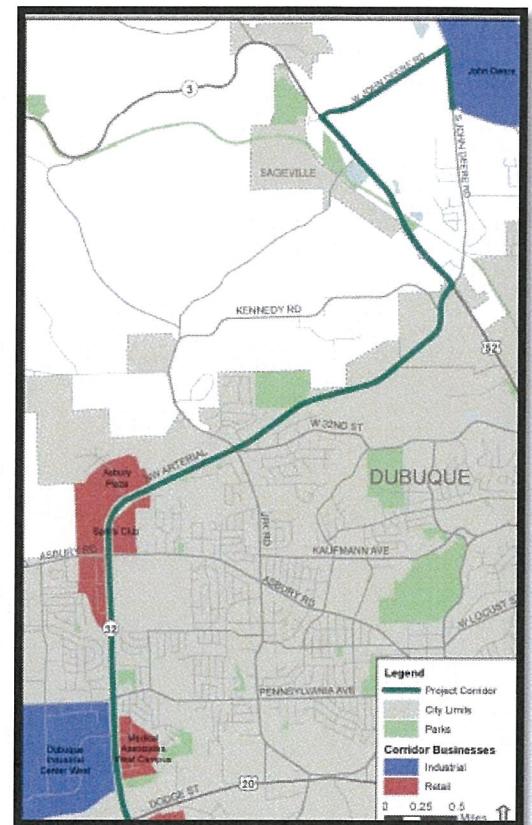 John Deere
W JOHN DEERE RD
3
S JOHN DEERE RD
SAGEVILLE
KENNEDY RD
52
W 32ND ST
NW ARTERIAL
DUBUQUE
Asbury
Plaza
Sam's Club
JFK RD
KAUFMANN AVE
ASBURY RD
ASBURY RD
W LOCUST ST
32
PENNSYLVANIA AVE
Medical
Associates
West Campus
Dubuque
Industrial
Center West
20
DODGE ST
Legend
Project Corridor
City Limits
Parks
Corridor Businesses
Industrial
Retail
0 0.25 0.5
Miles